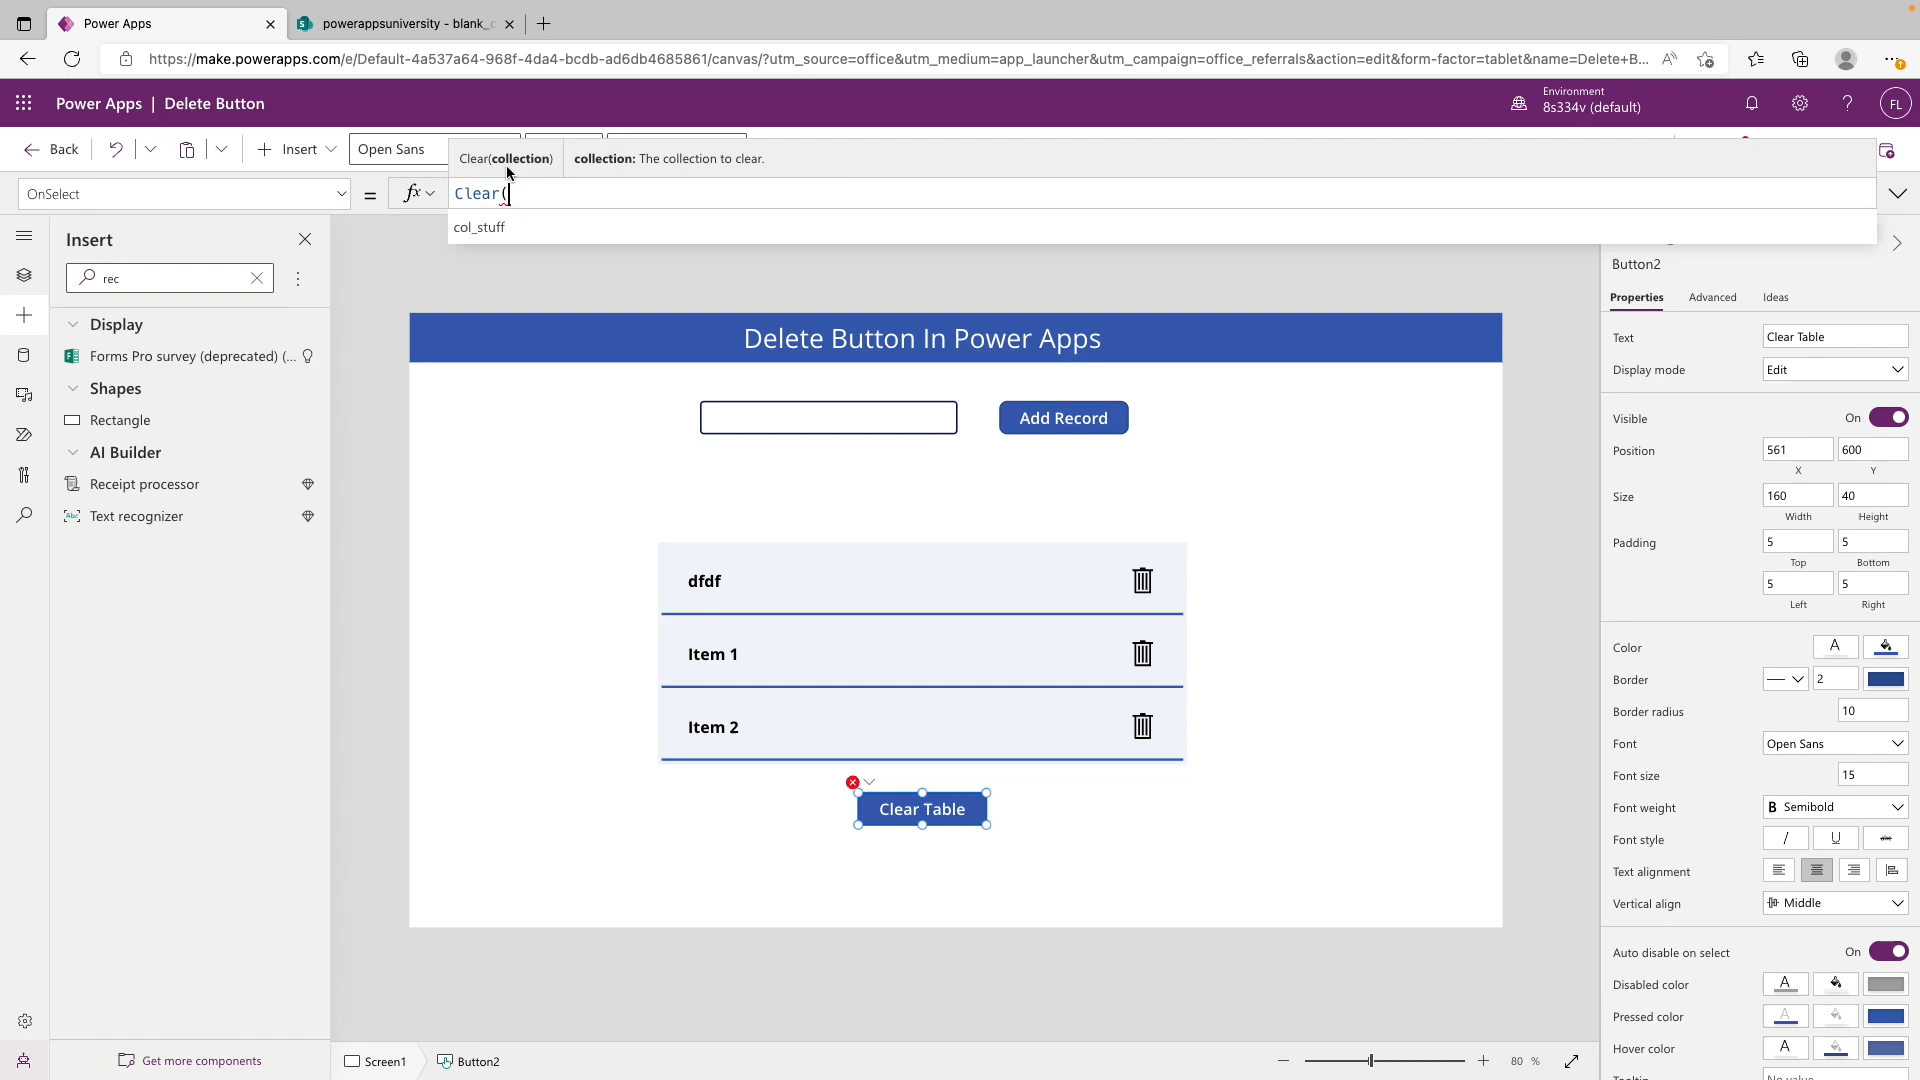 Power Apps
powerappsuniversity - blank_
https://make.powerapps.com/e/Default-4a537a64-968f-4da4-bcdb-ad6db4685861/canvas/?utm_source=office&utm_medium=app_launcher&utm_campaign=office_referrals&action=edit&form-factor=tablet&name=Delete+B...
Power Apps | Delete Button
Environment
8s334v (default)
FL
Back
Insert
Open Sans
Clear(collection)
collection: The collection to clear.
OnSelect
=
fx
Clear(
col_stuff
Insert
rec
Display
Forms Pro survey (deprecated) (...
Shapes
Rectangle
AI Builder
Receipt processor
Text recognizer
Get more components
Delete Button In Power Apps
Add Record
dfdf
Item 1
Item 2
Clear Table
Screen1
Button2
80 %
Button2
Properties
Advanced
Ideas
Text
Clear Table
Display mode
Edit
Visible
On
Position
561
600
X
Y
Size
160
40
Width
Height
Padding
5
5
Top
Bottom
5
5
Left
Right
Color
A
Border
2
Border radius
10
Font
Open Sans
Font size
15
Font weight
B Semibold
Font style
/
U
abc
Text alignment
Vertical align
Middle
Auto disable on select
On
Disabled color
A
Pressed color
A
Hover color
A